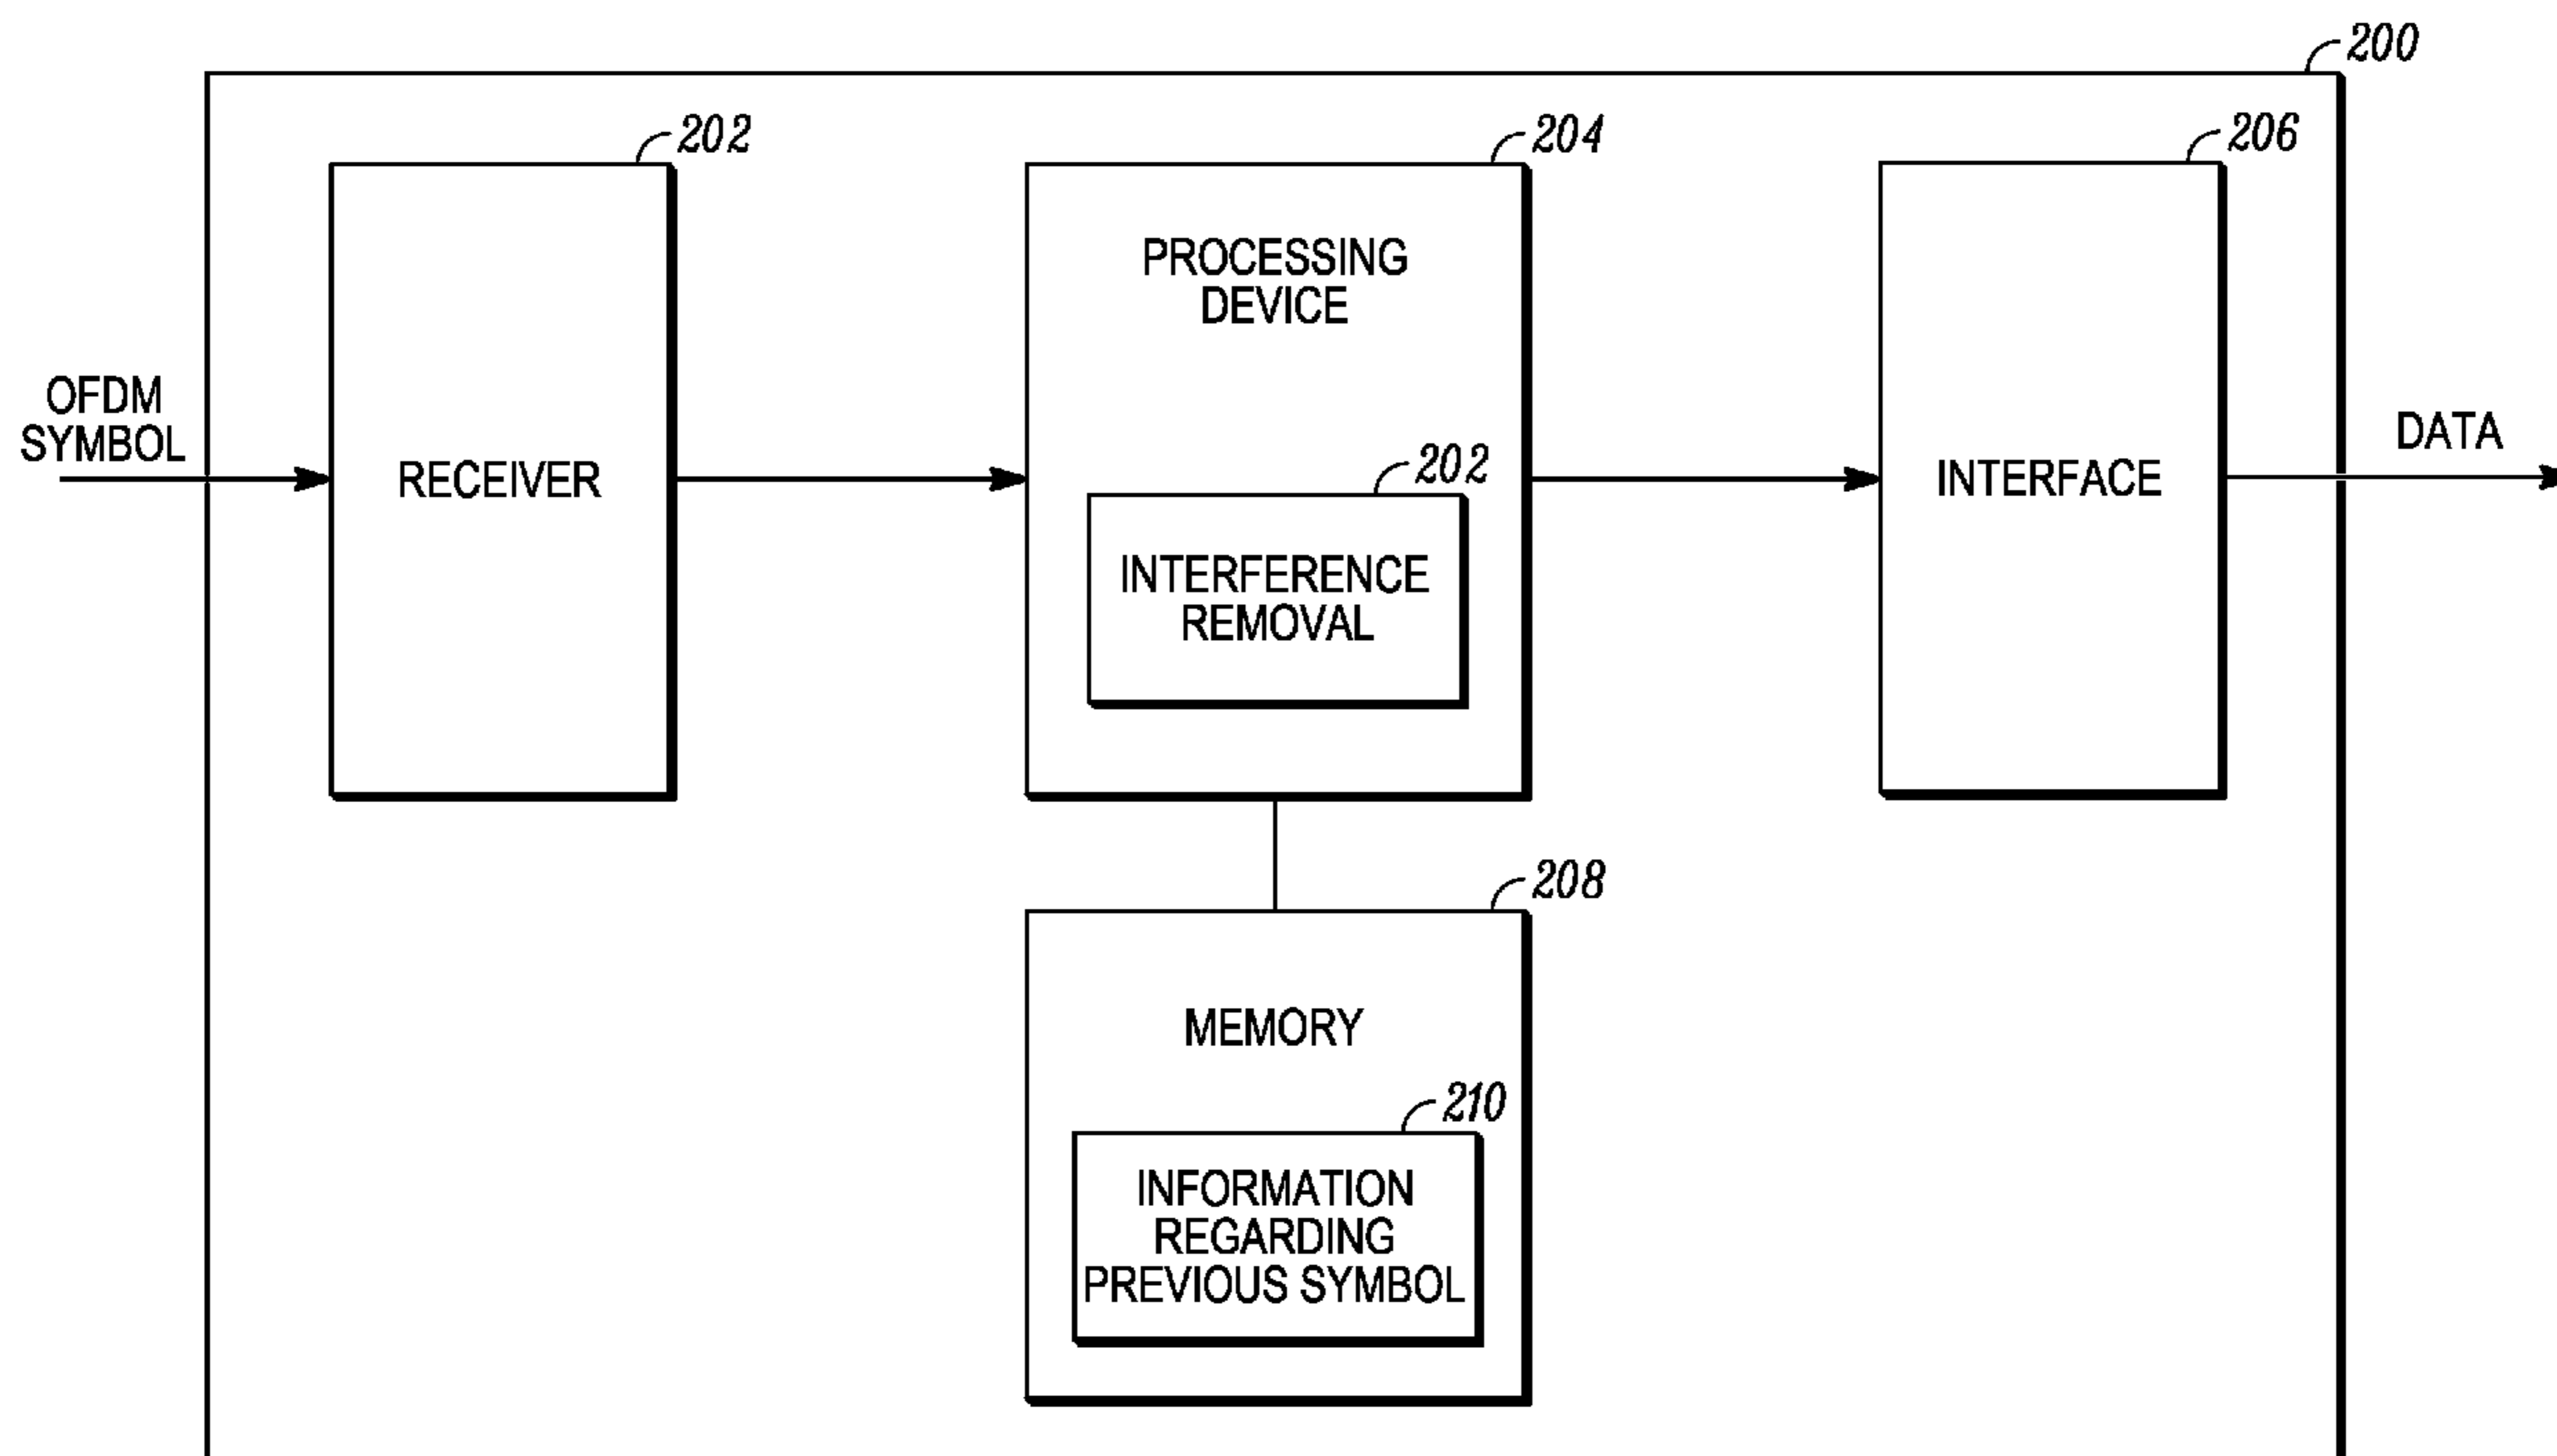 200
202
204
206
PROCESSING
DEVICE
OFDM
SYMBOL
RECEIVER
202
INTERFERENCE
REMOVAL
INTERFACE
DATA
208
MEMORY
210
INFORMATION
REGARDING
PREVIOUS SYMBOL